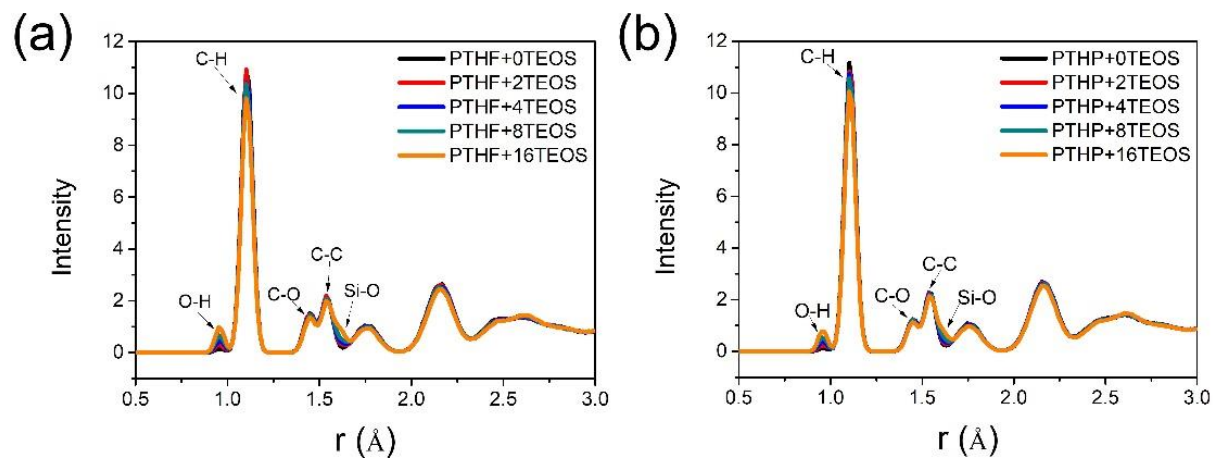 (a)
12
10
8
6
4
2
0
Intensity
C-H
O-H
C-O
C-C
Si-O
PTHF+0TEOS
PTHF+2TEOS
PTHF+4TEOS
PTHF+8TEOS
PTHF+16TEOS
0.5 1.0 1.5 2.0 2.5 3.0
r (Å)
(b)
12
10
8
6
4
2
0
Intensity
C-H
O-H
C-O
C-C
Si-O
PTHP+0TEOS
PTHP+2TEOS
PTHP+4TEOS
PTHP+8TEOS
PTHP+16TEOS
0.5 1.0 1.5 2.0 2.5 3.0
r (Å)